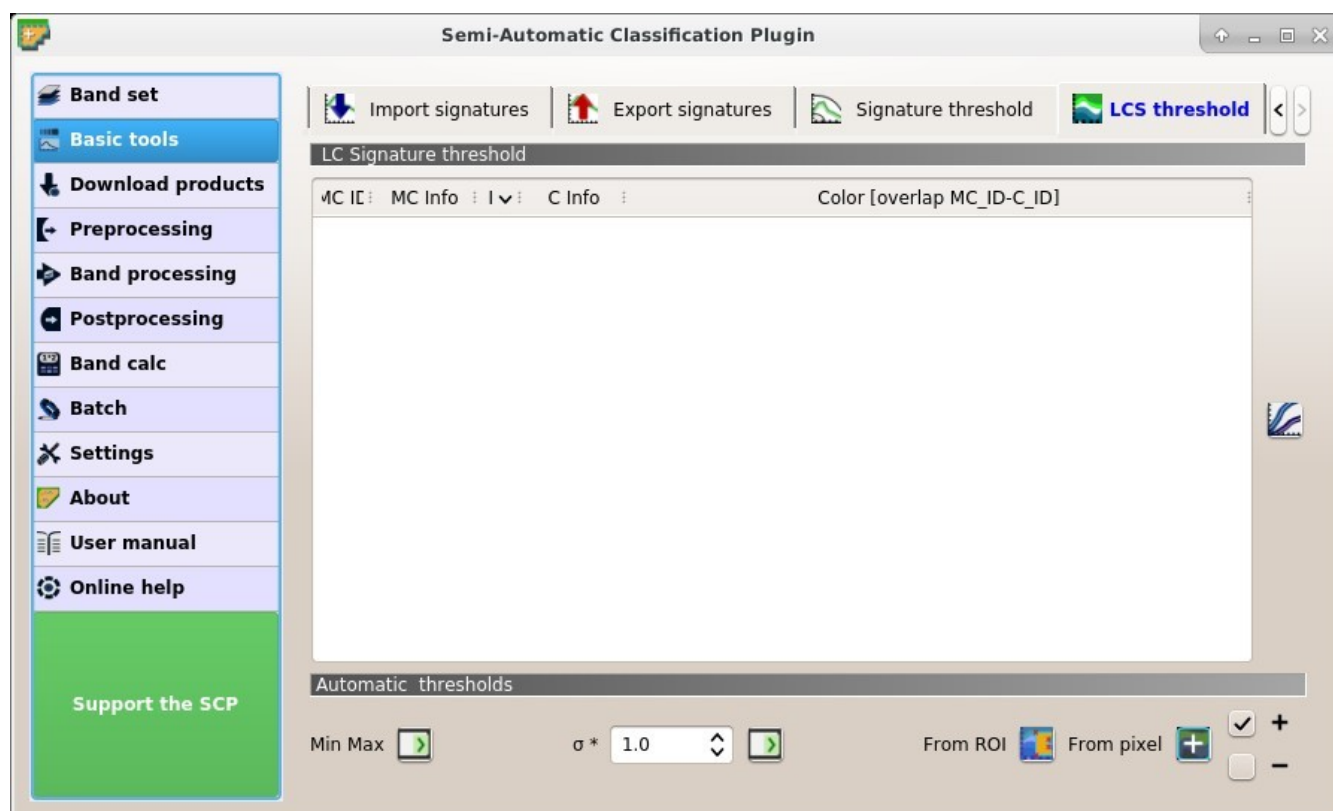 Semi-Automatic Classification Plugin
Band set
Basic tools
Download products
Preprocessing
Band processing
Postprocessing
Band calc
Batch
Settings
About
User manual
Online help
Support the SCP
Import signatures
Export signatures
Signature threshold
LCS threshold
LC Signature threshold
MC Info
C Info
Color [overlap MC_ID-C_ID]
Automatic thresholds
Min Max
σ * 1.0
From ROI
From pixel
+
−